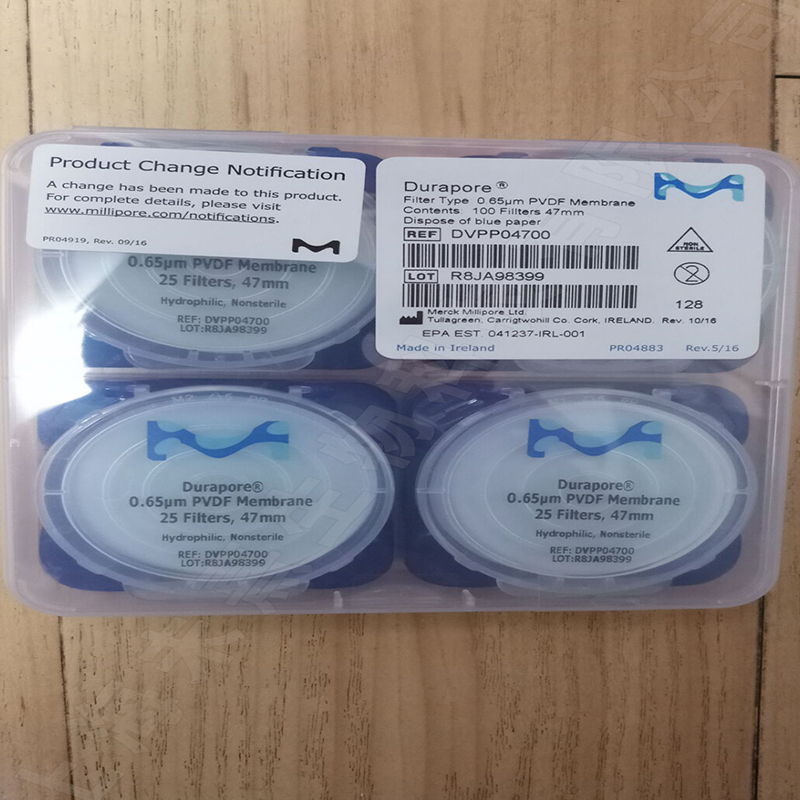 Product Change Notification
A change has been made to this product.
For complete details, please visit
www.millipore.com/notifications.
PR04919, Rev. 09/16
Durapore®
Filter Type 0.65µm PVDF Membrane
Contents 100 Fillters 47mm
Dispose of blue paper
REF DVPP04700
NON
STERILE
LOT R8JA98399
2
128
Merck Millipore Ltd.
Tullagreen, Carrigtwohill Co. Cork, IRELAND. Rev. 10/16
EPA EST. 041237-IRL-001
Made in Ireland PR04883 Rev.5/16
0.65µm PVDF Membrane
25 Filters, 47mm
Hydrophilic, Nonsterile
REF: DVPP04700
LOT:R8JA98399
Durapore®
0.65µm PVDF Membrane
25 Filters, 47mm
Hydrophilic, Nonsterile
REF: DVPP04700
LOT:R8JA98399
Durapore®
0.65µm PVDF Membrane
25 Filters, 47mm
Hydrophilic, Nonsterile
REF: DVPP04700
LOT:R8JA98399